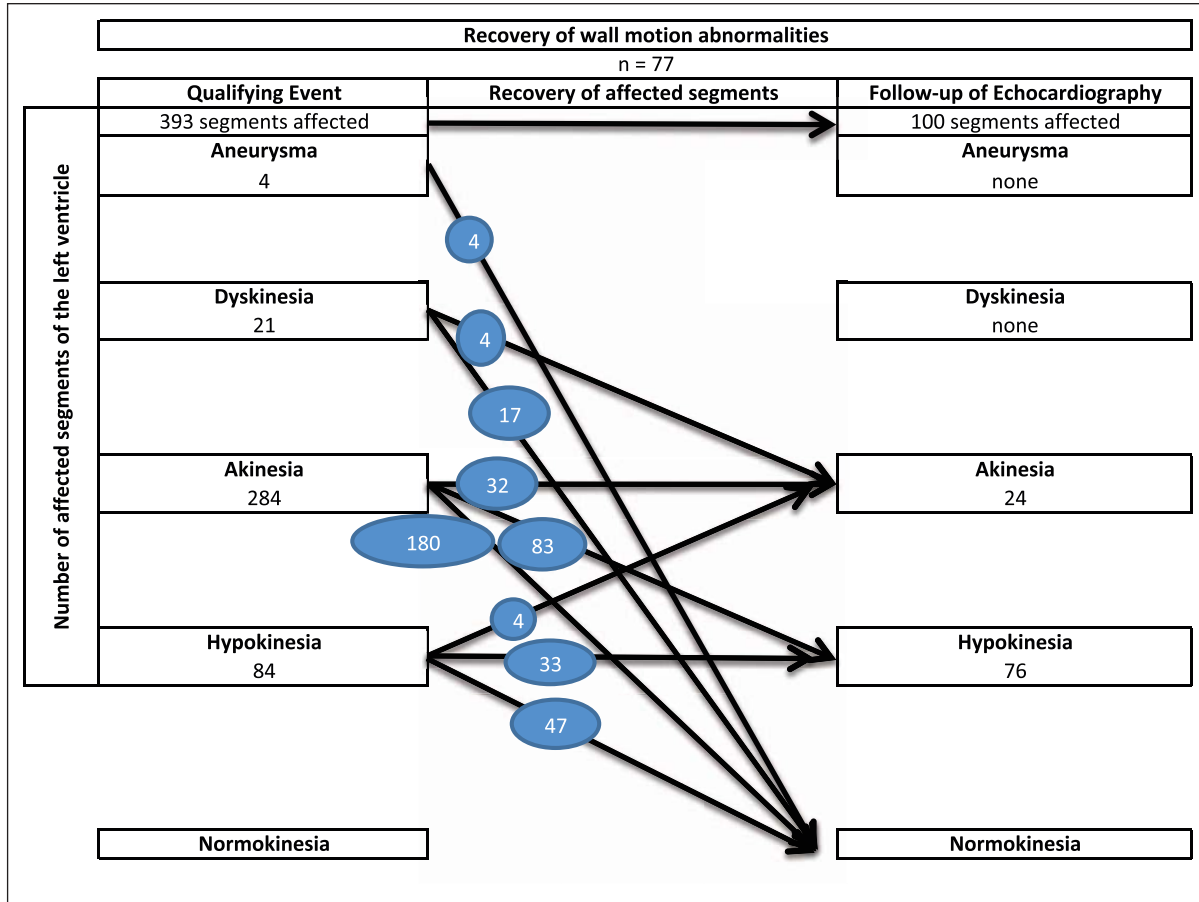 Recovery of wall motion abnormalities
n = 77
Qualifying Event
Recovery of affected segments
Follow-up of Echocardiography
Number of affected segments of the left ventricle
393 segments affected
100 segments affected
Aneurysma
4
Aneurysma
none
4
Dyskinesia
21
Dyskinesia
none
4
17
Akinesia
284
32
Akinesia
24
180
83
4
Hypokinesia
84
33
Hypokinesia
76
47
Normokinesia
Normokinesia